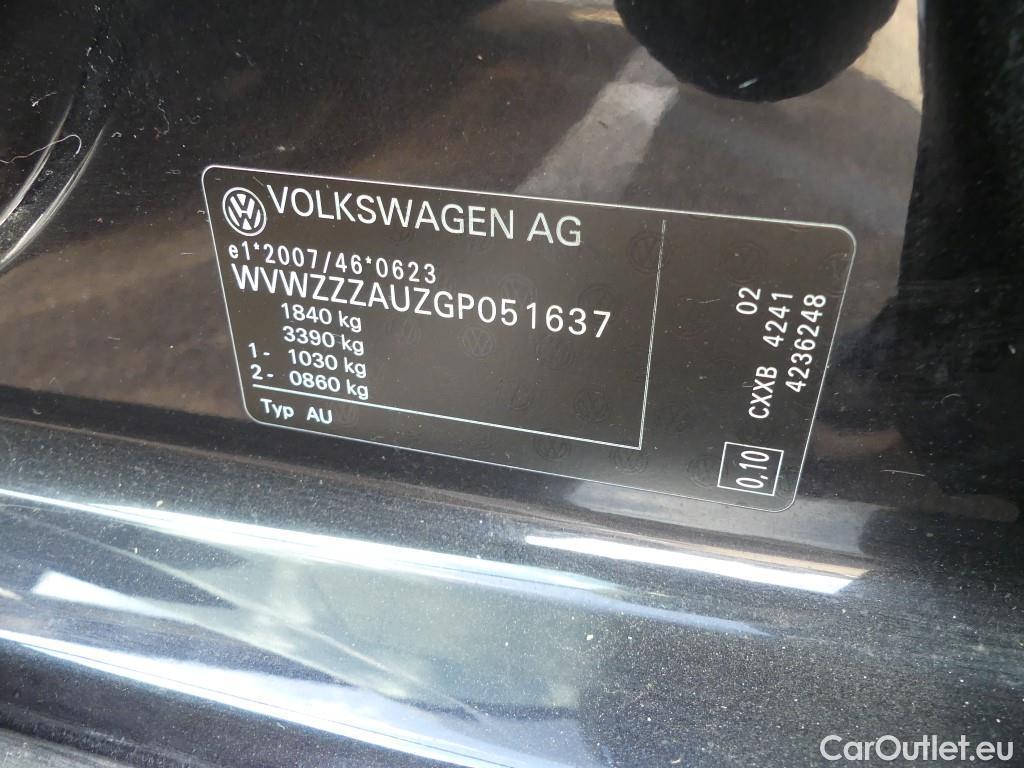 VOLKSWAGEN AG
e1*2007/46*0623
WVWZZZAUZGP051637
1840 kg
3390 kg
1- 1030 kg
2- 0860 kg
Typ AU
0,10
CXXB 02
4241
4236248
CarOutlet.eu